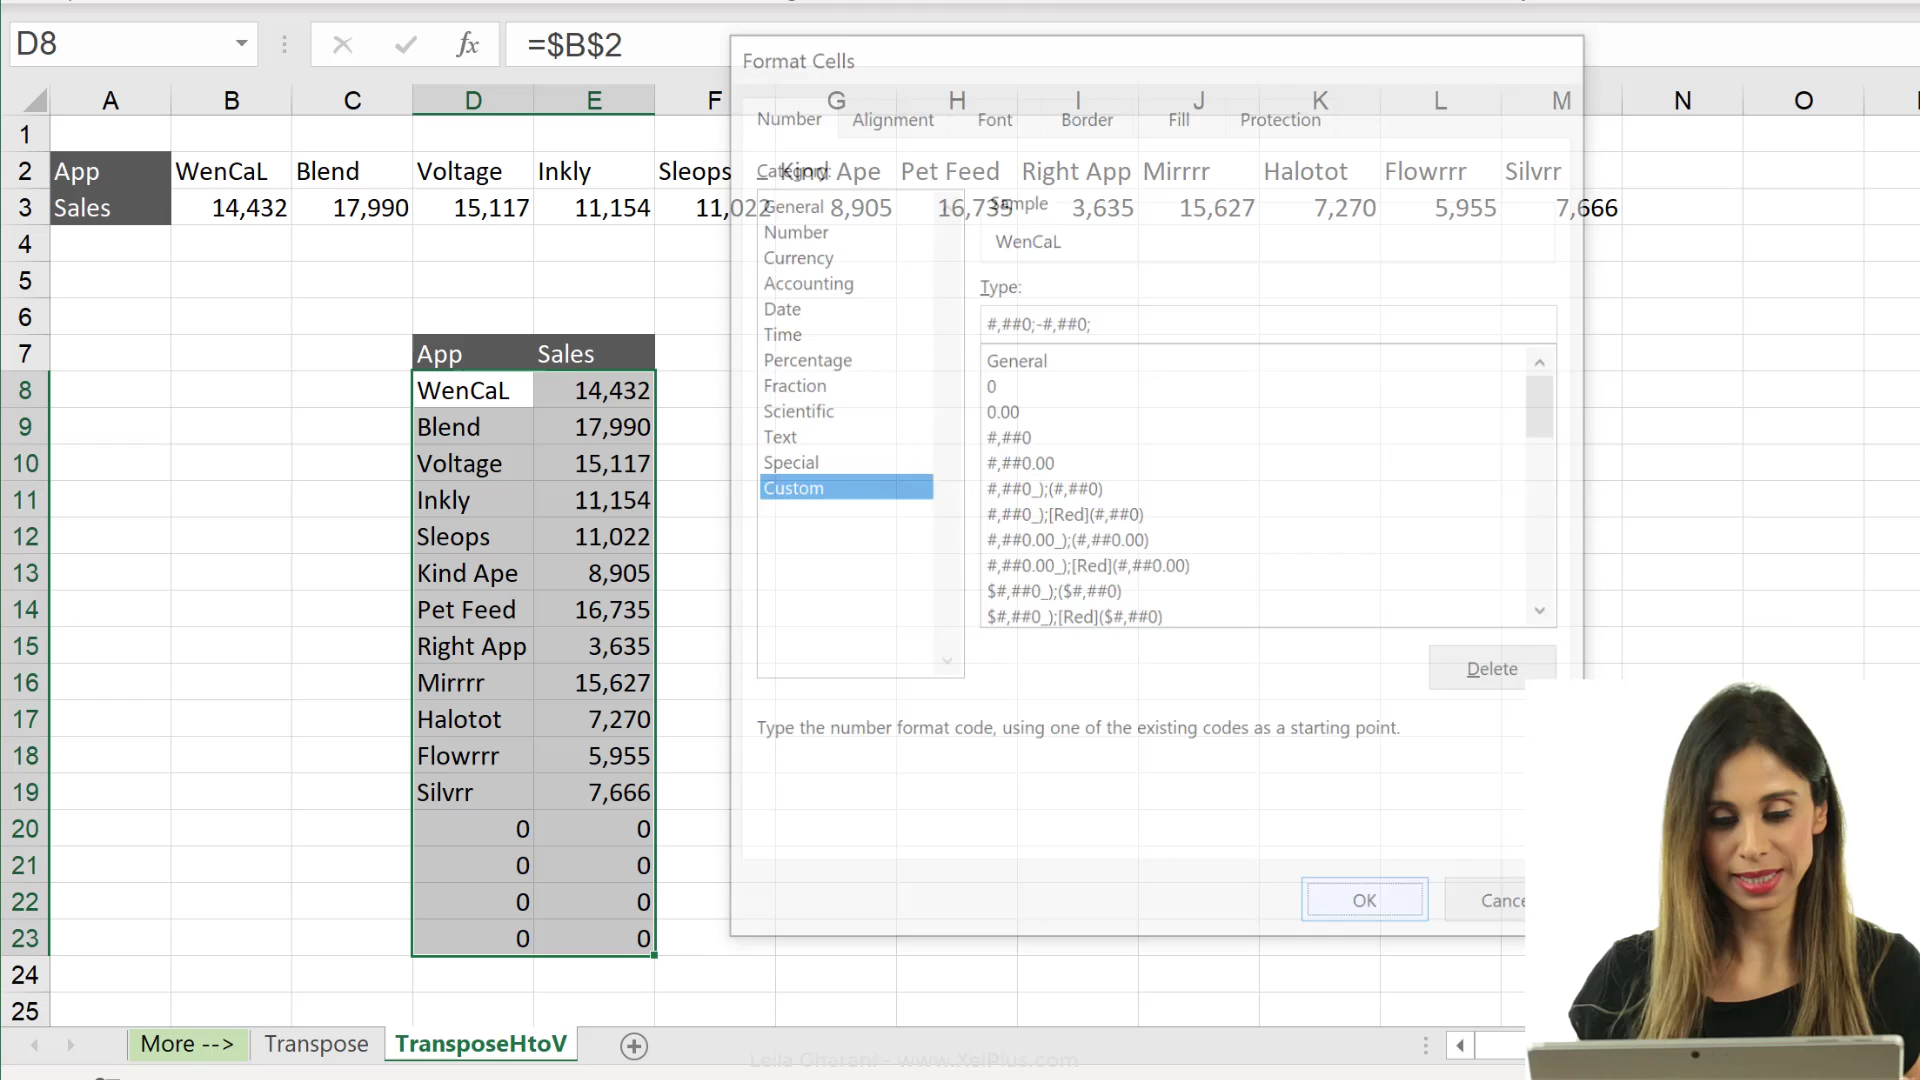 D8 fx =$B$2
Format Cells
A B C D E F G H I J K L M N O
Number Alignment Font Border Fill Protection
1
2 App WenCaL Blend Voltage Inkly Sleops Kind Ape Pet Feed Right App Mirrrr Halotot Flowrrr Silvrr
Category:
3 Sales 14,432 17,990 15,117 11,154 11,022 8,905 16,735 3,635 15,627 7,270 5,955 7,666
General
Sample
Number
WenCaL
4
Currency
5
Accounting
Type:
Date
6
#,##0;-#,##0;
Time
7 App Sales
Percentage
General
8 WenCaL 14,432
Fraction
0
Scientific
0.00
9 Blend 17,990
Text
#,##0
10 Voltage 15,117
Special
#,##0.00
Custom
#,##0_);(#,##0)
11 Inkly 11,154
#,##0_);[Red](#,##0)
12 Sleops 11,022
#,##0.00_);(#,##0.00)
#,##0.00_);[Red](#,##0.00)
13 Kind Ape 8,905
$#,##0_);($#,##0)
14 Pet Feed 16,735
$#,##0_);[Red]($#,##0)
15 Right App 3,635
Delete
16 Mirrrr 15,627
17 Halotot 7,270
Type the number format code, using one of the existing codes as a starting point.
18 Flowrrr 5,955
19 Silvrr 7,666
20 0 0
21 0 0
22 0 0
OK Cance
23 0 0
24
25
More --> Transpose TransposeHtoV
Leila Gharani - www.XelPlus.com